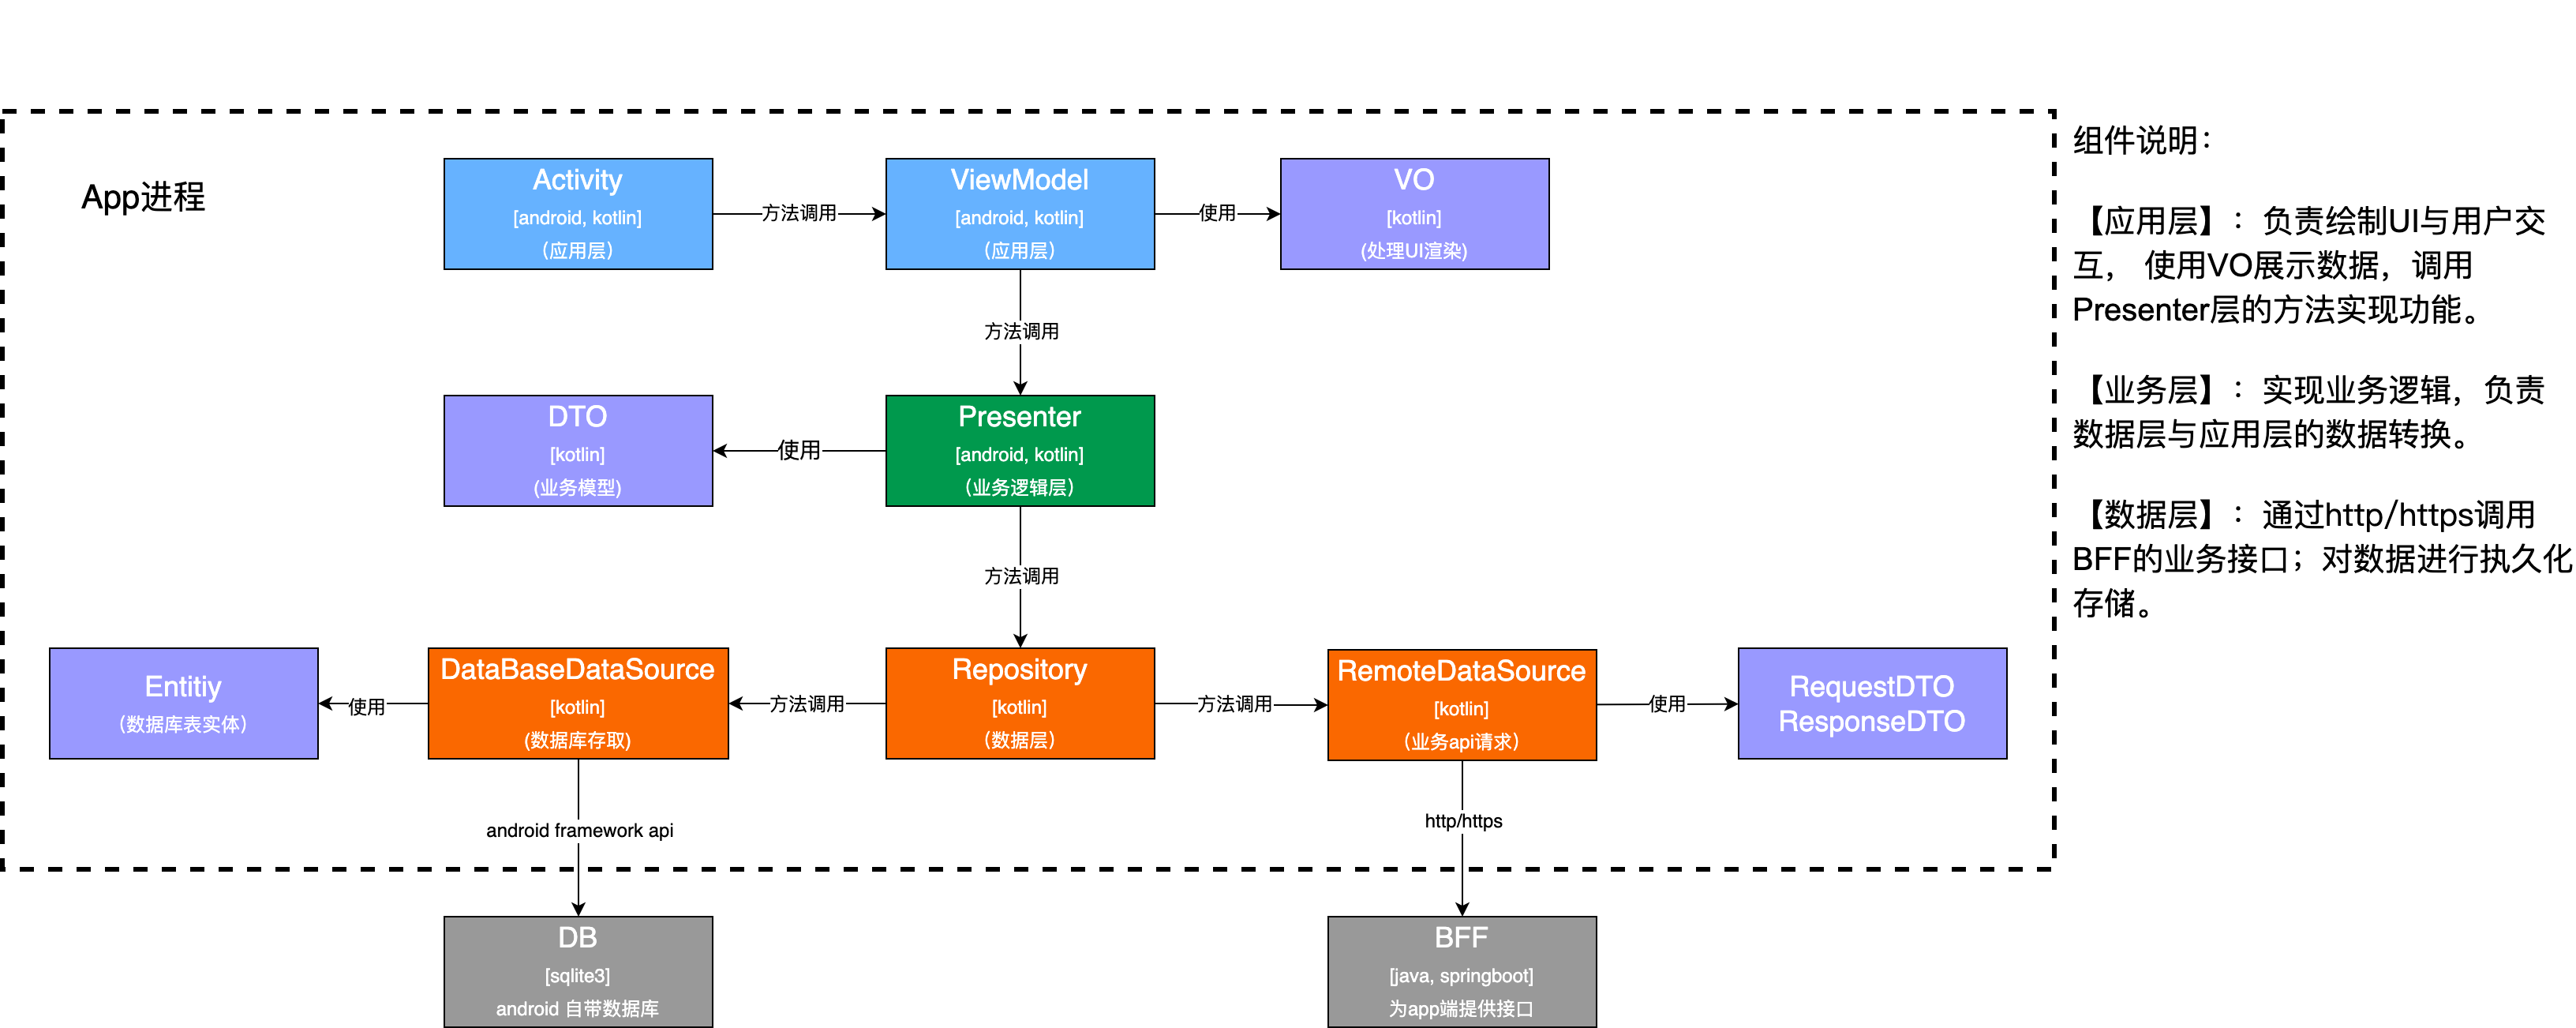 App进程
Activity
[android, kotlin]
（应用层）
方法调用
ViewModel
[android, kotlin]
（应用层）
使用
VO
[kotlin]
(处理UI渲染)
方法调用
DTO
[kotlin]
(业务模型)
使用
Presenter
[android, kotlin]
（业务逻辑层）
方法调用
Entitiy
（数据库表实体）
使用
DataBaseDataSource
[kotlin]
(数据库存取)
方法调用
Repository
[kotlin]
（数据层）
方法调用
RemoteDataSource
[kotlin]
（业务api请求）
使用
RequestDTO
ResponseDTO
android framework api
http/https
DB
[sqlite3]
android 自带数据库
BFF
[java, springboot]
为app端提供接口
组件说明：
【应用层】：负责绘制UI与用户交
互， 使用VO展示数据，调用
Presenter层的方法实现功能。
【业务层】：实现业务逻辑，负责
数据层与应用层的数据转换。
【数据层】：通过http/https调用
BFF的业务接口；对数据进行执久化
存储。